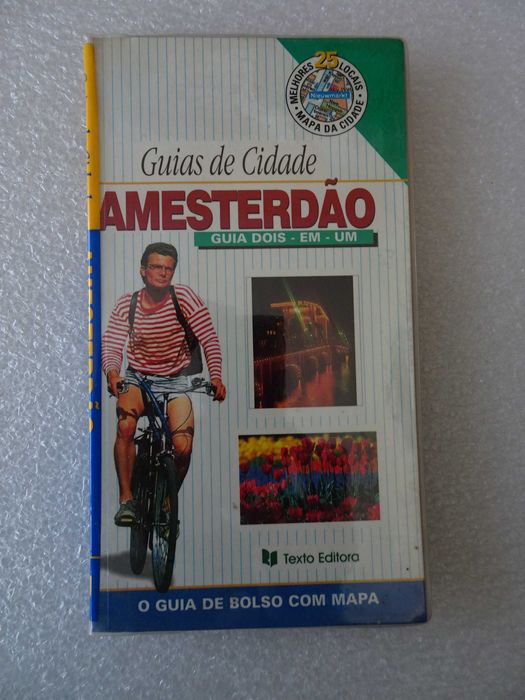 MELHORES 25 LOCAIS
Nieuwmarkt
MAPA DA CIDADE
Guias de Cidade
AMESTERDÃO
GUIA DOIS - EM - UM
Texto Editora
O GUIA DE BOLSO COM MAPA